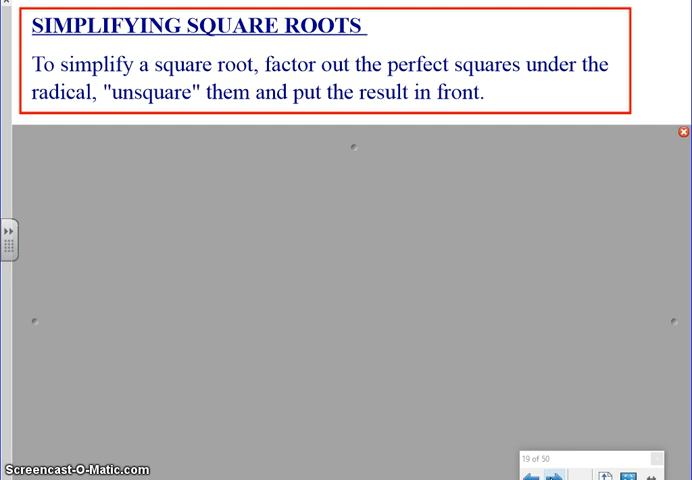 SIMPLIFYING SQUARE ROOTS
To simplify a square root, factor out the perfect squares under the
radical, "unsquare" them and put the result in front.
19 of 50
Screencast-O-Matic.com